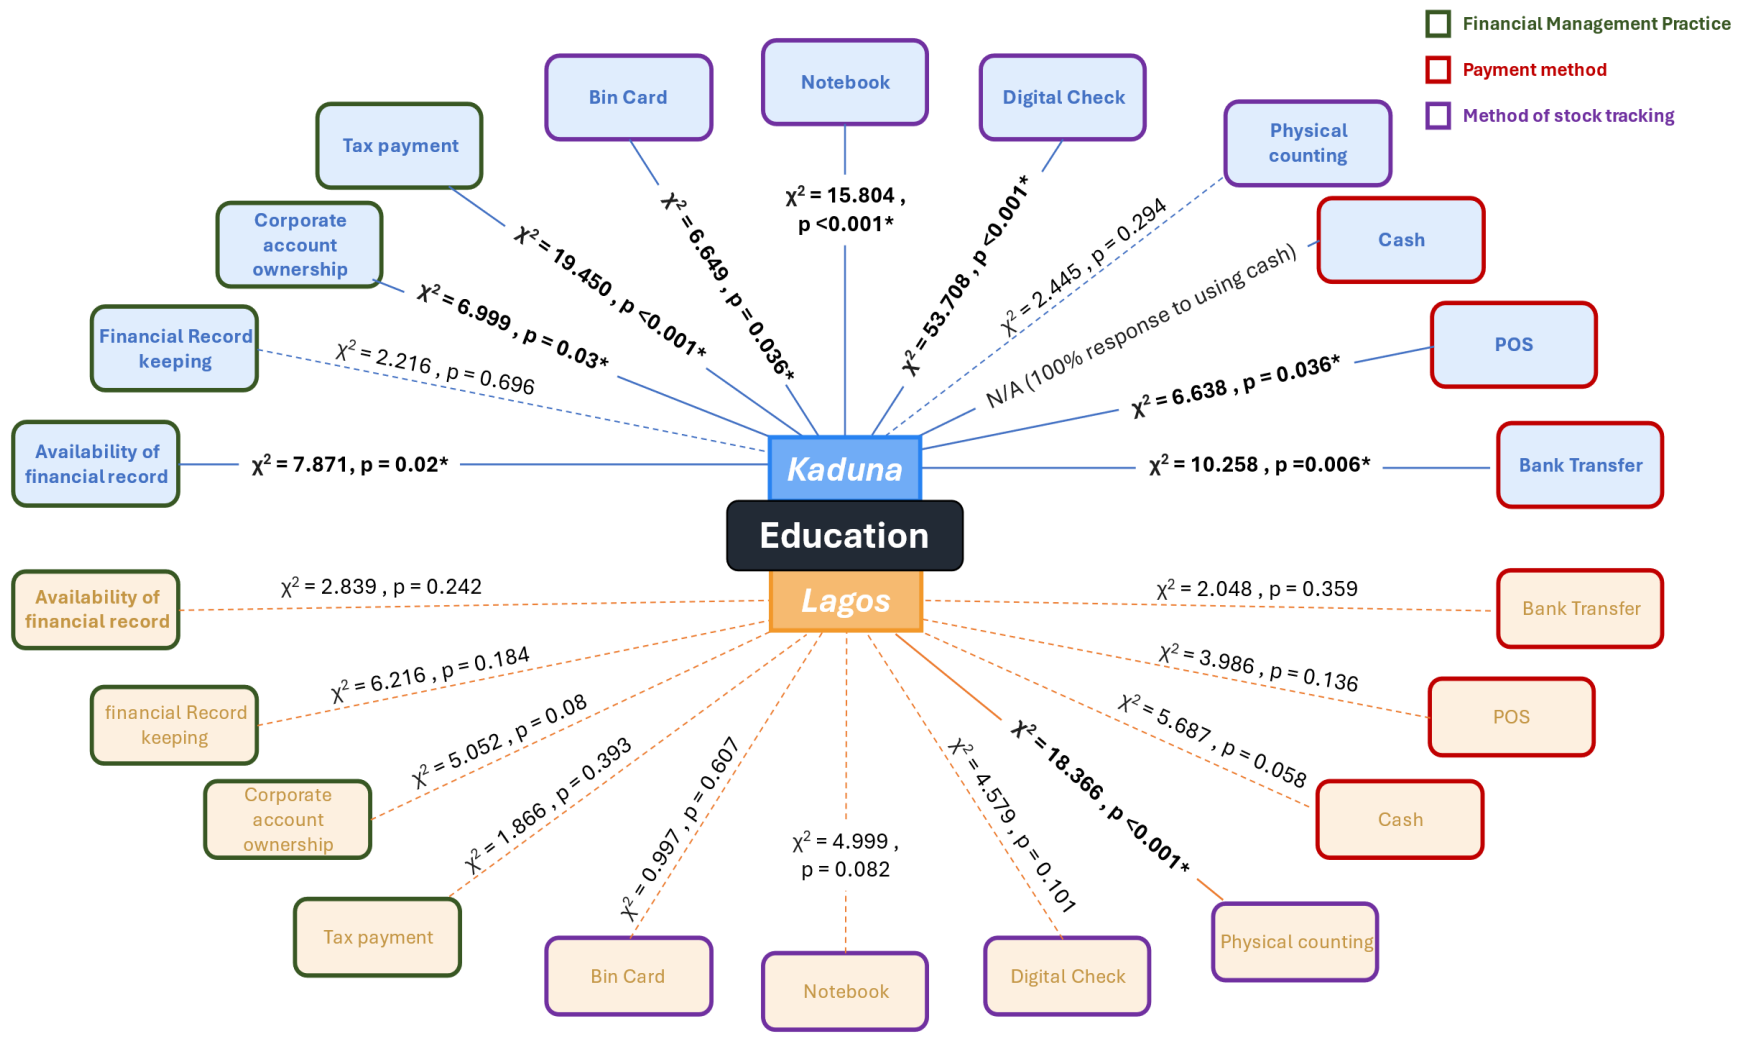 Financial Management Practice
Payment method
Method of stock tracking
Notebook
Bin Card
Digital Check
Tax payment
Physical
counting
Corporate
account
ownership
Cash
Financial Record
keeping
POS
Availability of
financial record
Bank Transfer
χ² = 7.871, p = 0.02*
χ² = 2.216 , p = 0.696
χ² = 6.999 , p = 0.03*
χ² = 19.450 , p <0.001*
χ² = 6.649 , p = 0.036*
χ² = 15.804 ,
p <0.001*
χ² = 53.708 , p <0.001*
χ² = 2.445 , p = 0.294
N/A (100% response to using cash)
χ² = 6.638 , p = 0.036*
χ² = 10.258 , p =0.006*
Kaduna
Education
Lagos
χ² = 2.839 , p = 0.242
χ² = 6.216 , p = 0.184
χ² = 5.052 , p = 0.08
χ² = 1.866 , p = 0.393
χ² = 0.997 , p = 0.607
χ² = 4.999 ,
p = 0.082
χ² = 4.579 , p = 0.101
χ² = 18.366 , p <0.001*
χ² = 5.687 , p = 0.058
χ² = 3.986 , p = 0.136
χ² = 2.048 , p = 0.359
Availability of
financial record
Bank Transfer
financial Record
keeping
POS
Corporate
account
ownership
Cash
Tax payment
Physical counting
Bin Card
Digital Check
Notebook